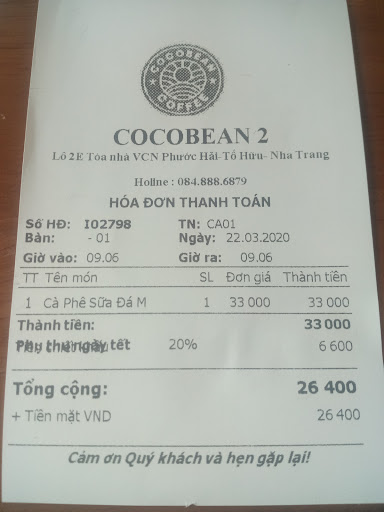 COCOBEAN
COFFEE
COCOBEAN 2
Lô 2E Tòa nhà VCN Phước Hải-Tố Hữu- Nha Trang
Hotline : 084.888.6879
HÓA ĐƠN THANH TOÁN
Số HĐ: I02798 TN: CA01
Bàn: - 01 Ngày: 22.03.2020
Giờ vào: 09.06 Giờ ra: 09.06
TT Tên món SL Đơn giá Thành tiền
1 Cà Phê Sữa Đá M 1 33 000 33 000
Thành tiền: 33 000
Phụ thu ngày tết 20% 6 600
Tổng cộng: 26 400
+ Tiền mặt VND 26 400
Cảm ơn Quý khách và hẹn gặp lại!